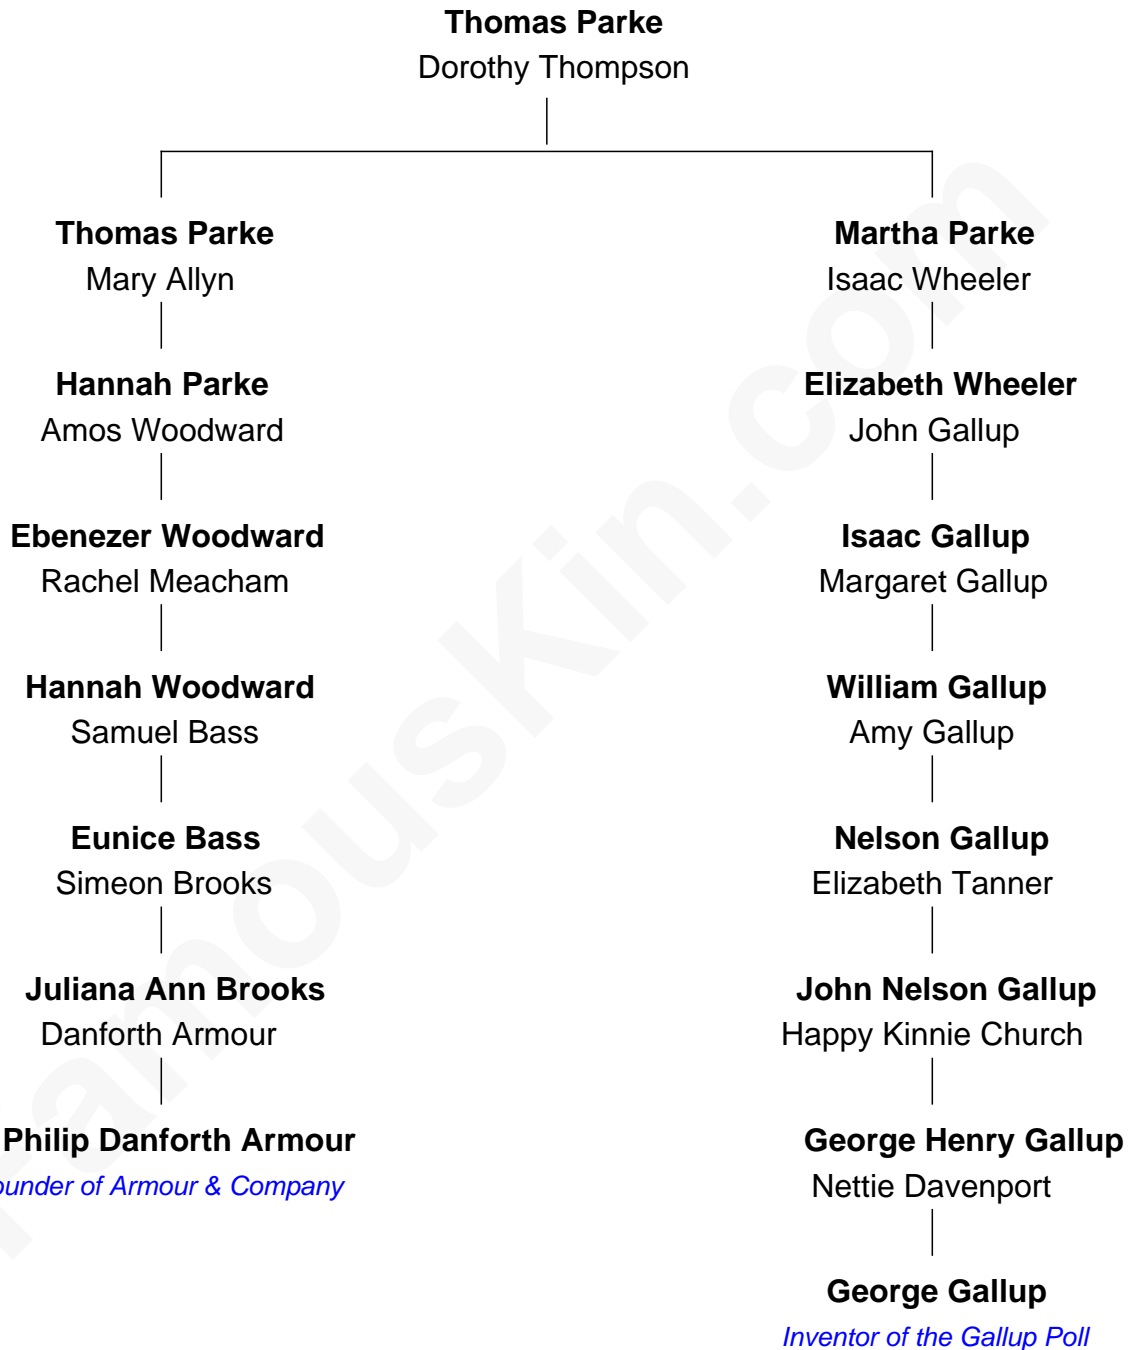 Thomas Parke
Dorothy Thompson
Thomas Parke
Mary Allyn
Hannah Parke
Amos Woodward
Ebenezer Woodward
Rachel Meacham
Hannah Woodward
Samuel Bass
Eunice Bass
Simeon Brooks
Juliana Ann Brooks
Danforth Armour
Philip Danforth Armour
ounder of Armour & Company
Martha Parke
Isaac Wheeler
Elizabeth Wheeler
John Gallup
Isaac Gallup
Margaret Gallup
William Gallup
Amy Gallup
Nelson Gallup
Elizabeth Tanner
John Nelson Gallup
Happy Kinnie Church
George Henry Gallup
Nettie Davenport
George Gallup
Inventor of the Gallup Poll
FamousKin.com